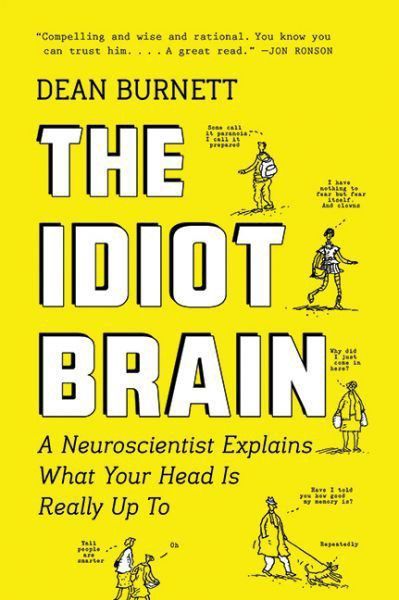 “Compelling and wise and rational. You know you
can trust him. . . . A great read.” —JON RONSON
DEAN BURNETT
THE
IDIOT
BRAIN
Some call
it paranoia,
I call it
prepared
I have
nothing to
fear but fear
itself.
And clowns
Why did
I just
come in
here?
A Neuroscientist Explains
What Your Head Is
Really Up To
Tall
people
are
smarter
Oh
Have I told
you how good
my memory is?
Repeatedly